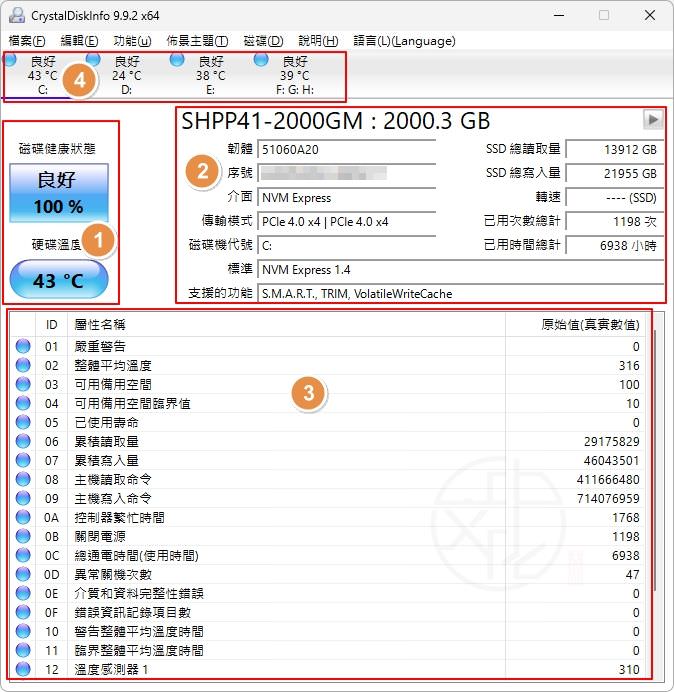 CrystalDiskInfo 9.9.2 x64
檔案(F) 編輯(E) 功能(u) 佈景主題(T) 磁碟(D) 說明(H) 語言(L)(Language)
良好 良好 良好 良好
43 °C 24 °C 38 °C 39 °C
C: D: E: F: G: H:
4
SHPP41-2000GM : 2000.3 GB
磁碟健康狀態
良好
100 %
硬碟溫度
1
43 °C
韌體 51060A20 SSD 總讀取量 13912 GB
2
序號 SSD 總寫入量 21955 GB
介面 NVM Express 轉速 ---- (SSD)
傳輸模式 PCIe 4.0 x4 | PCIe 4.0 x4 已用次數總計 1198 次
磁碟機代號 C: 已用時間總計 6938 小時
標準 NVM Express 1.4
支援的功能 S.M.A.R.T., TRIM, VolatileWriteCache
ID 屬性名稱 原始值(真實數值)
01 嚴重警告 0
02 整體平均溫度 316
03 可用備用空間 100
3
04 可用備用空間臨界值 10
05 已使用壽命 0
06 累積讀取量 29175829
07 累積寫入量 46043501
08 主機讀取命令 411666480
09 主機寫入命令 714076959
0A 控制器繁忙時間 1768
0B 關閉電源 1198
0C 總通電時間(使用時間) 6938
0D 異常關機次數 47
0E 介質和資料完整性錯誤 0
0F 錯誤資訊記錄項目數 0
10 警告整體平均溫度時間 0
11 臨界整體平均溫度時間 0
12 溫度感測器 1 310